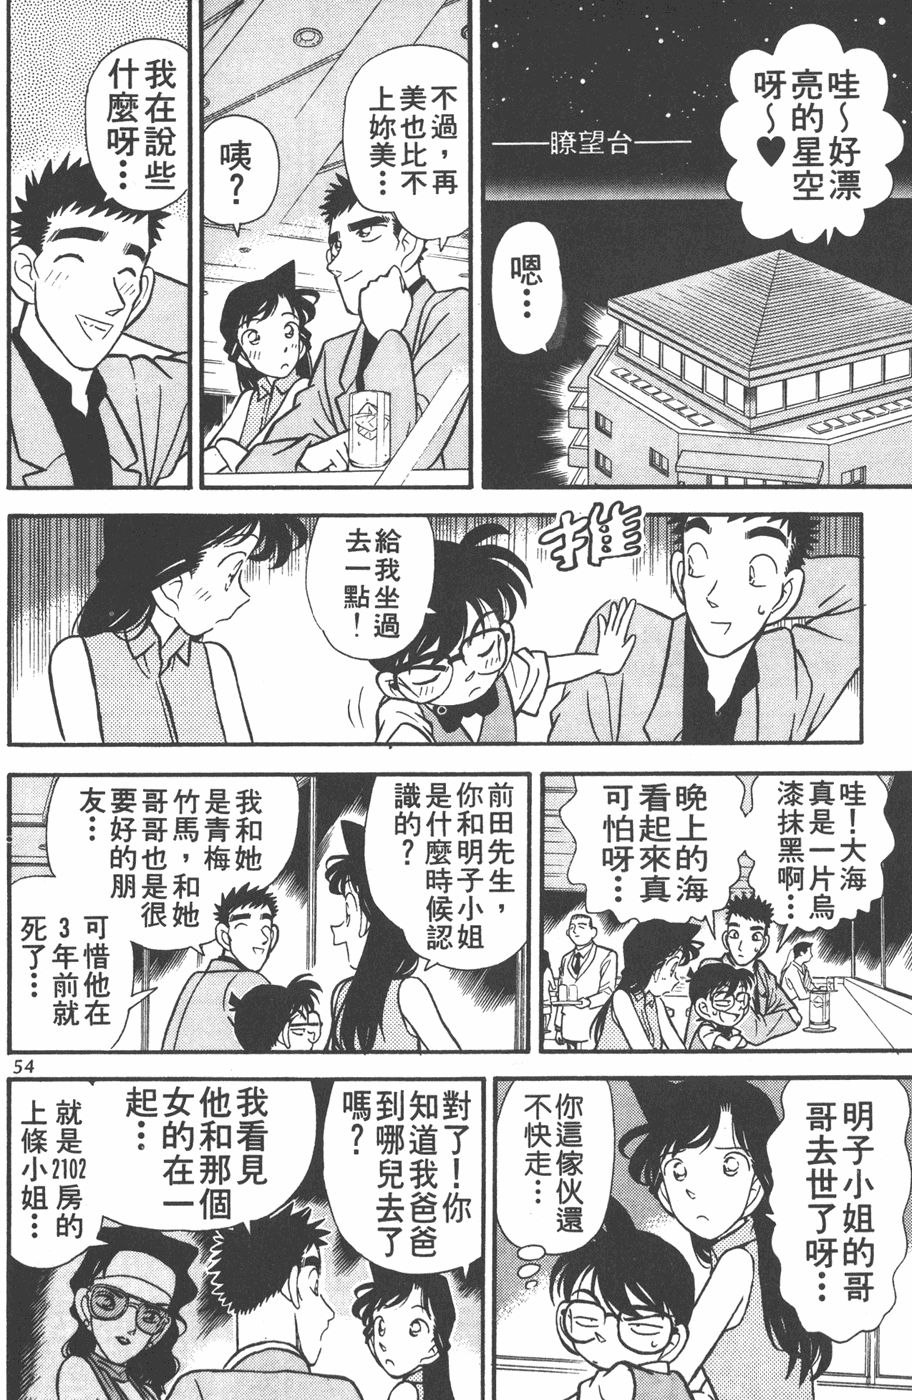 哇～好漂
亮的星空
呀～♥
瞭望台
嗯…
不過，再
美也比不
上妳美…
咦？
我在說些
什麼呀…
推
給我坐過
去一點！
哇！大海
真是一片烏
漆抹黑啊…
晚上的海
看起來真
可怕呀…
前田先生，
你和明子小姐
是什麼時候認
識的？
我和她
是青梅
竹馬，和她
哥哥也是很
要好的朋
友…
可惜他在
3年前就
死了…
54
明子小姐的哥
哥去世了呀…
你這傢伙還
不快走…
對了！你
知道我爸爸
到哪兒去了
嗎？
我看見
他和那個
女的在一
起…
就是2102房的
上條小姐…